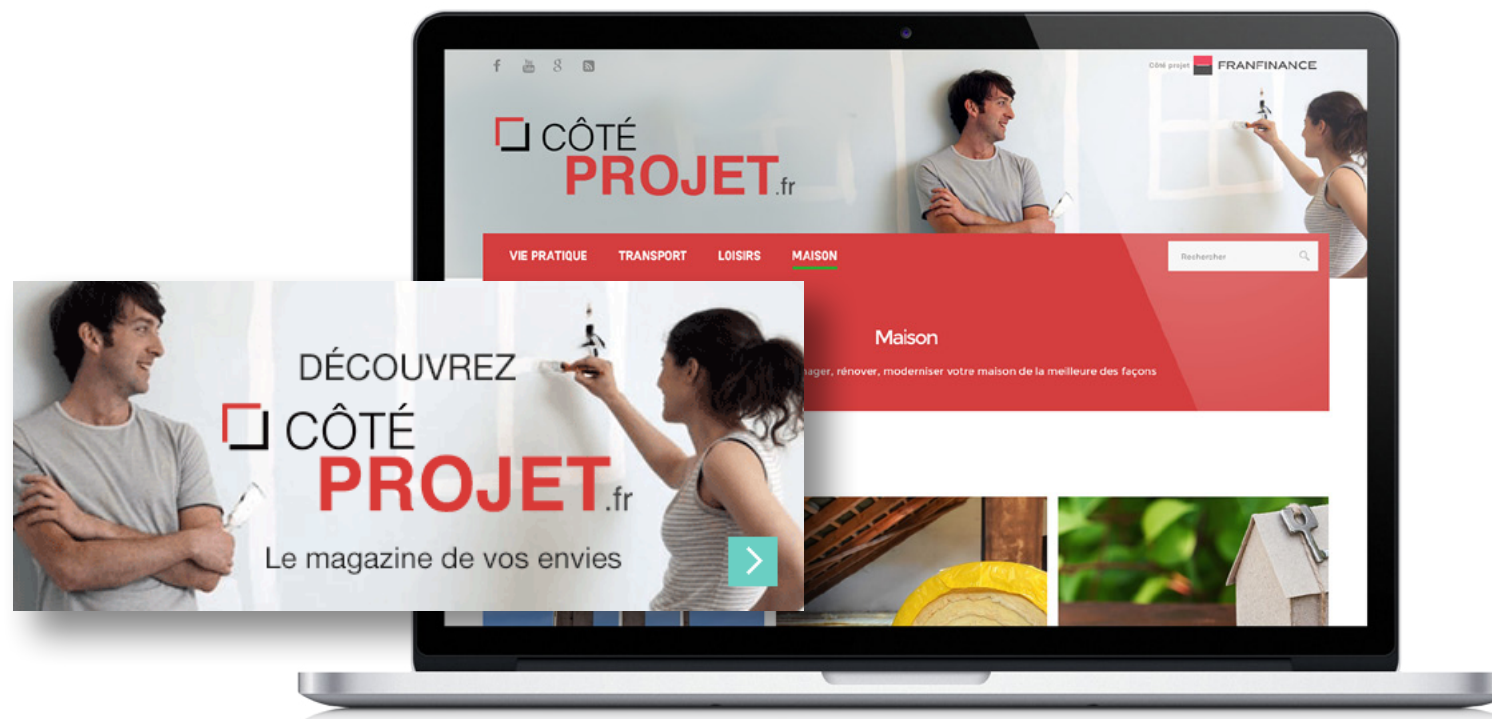 Côté projet FRANFINANCE
CÔTÉ
PROJET.fr
VIE PRATIQUE TRANSPORT LOISIRS MAISON
Rechercher
Maison
ager, rénover, moderniser votre maison de la meilleure des façons
DÉCOUVREZ
CÔTÉ
PROJET.fr
Le magazine de vos envies